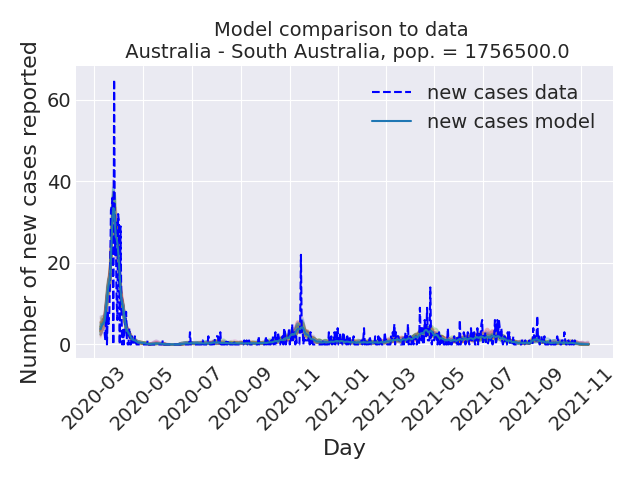 Model comparison to data
Australia - South Australia, pop. = 1756500.0
Number of new cases reported
60
40
20
0
new cases data
new cases model
2020-03
2020-05
2020-07
2020-09
2020-11
2021-01
2021-03
2021-05
2021-07
2021-09
2021-11
Day